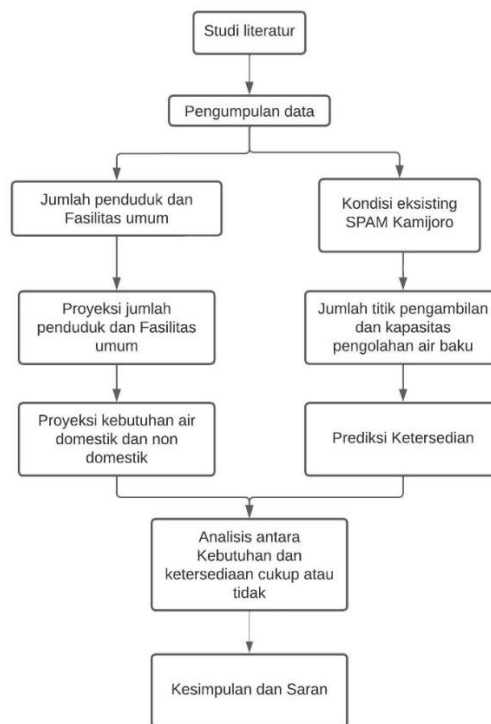 Studi literatur
Pengumpulan data
Jumlah penduduk dan
Fasilitas umum
Kondisi eksisting
SPAM Kamijoro
Proyeksi jumlah
penduduk dan Fasilitas
umum
Jumlah titik pengambilan
dan kapasitas
pengolahan air baku
Proyeksi kebutuhan air
domestik dan non
domestik
Prediksi Ketersedian
Analisis antara
Kebutuhan dan
ketersediaan cukup atau
tidak
Kesimpulan dan Saran